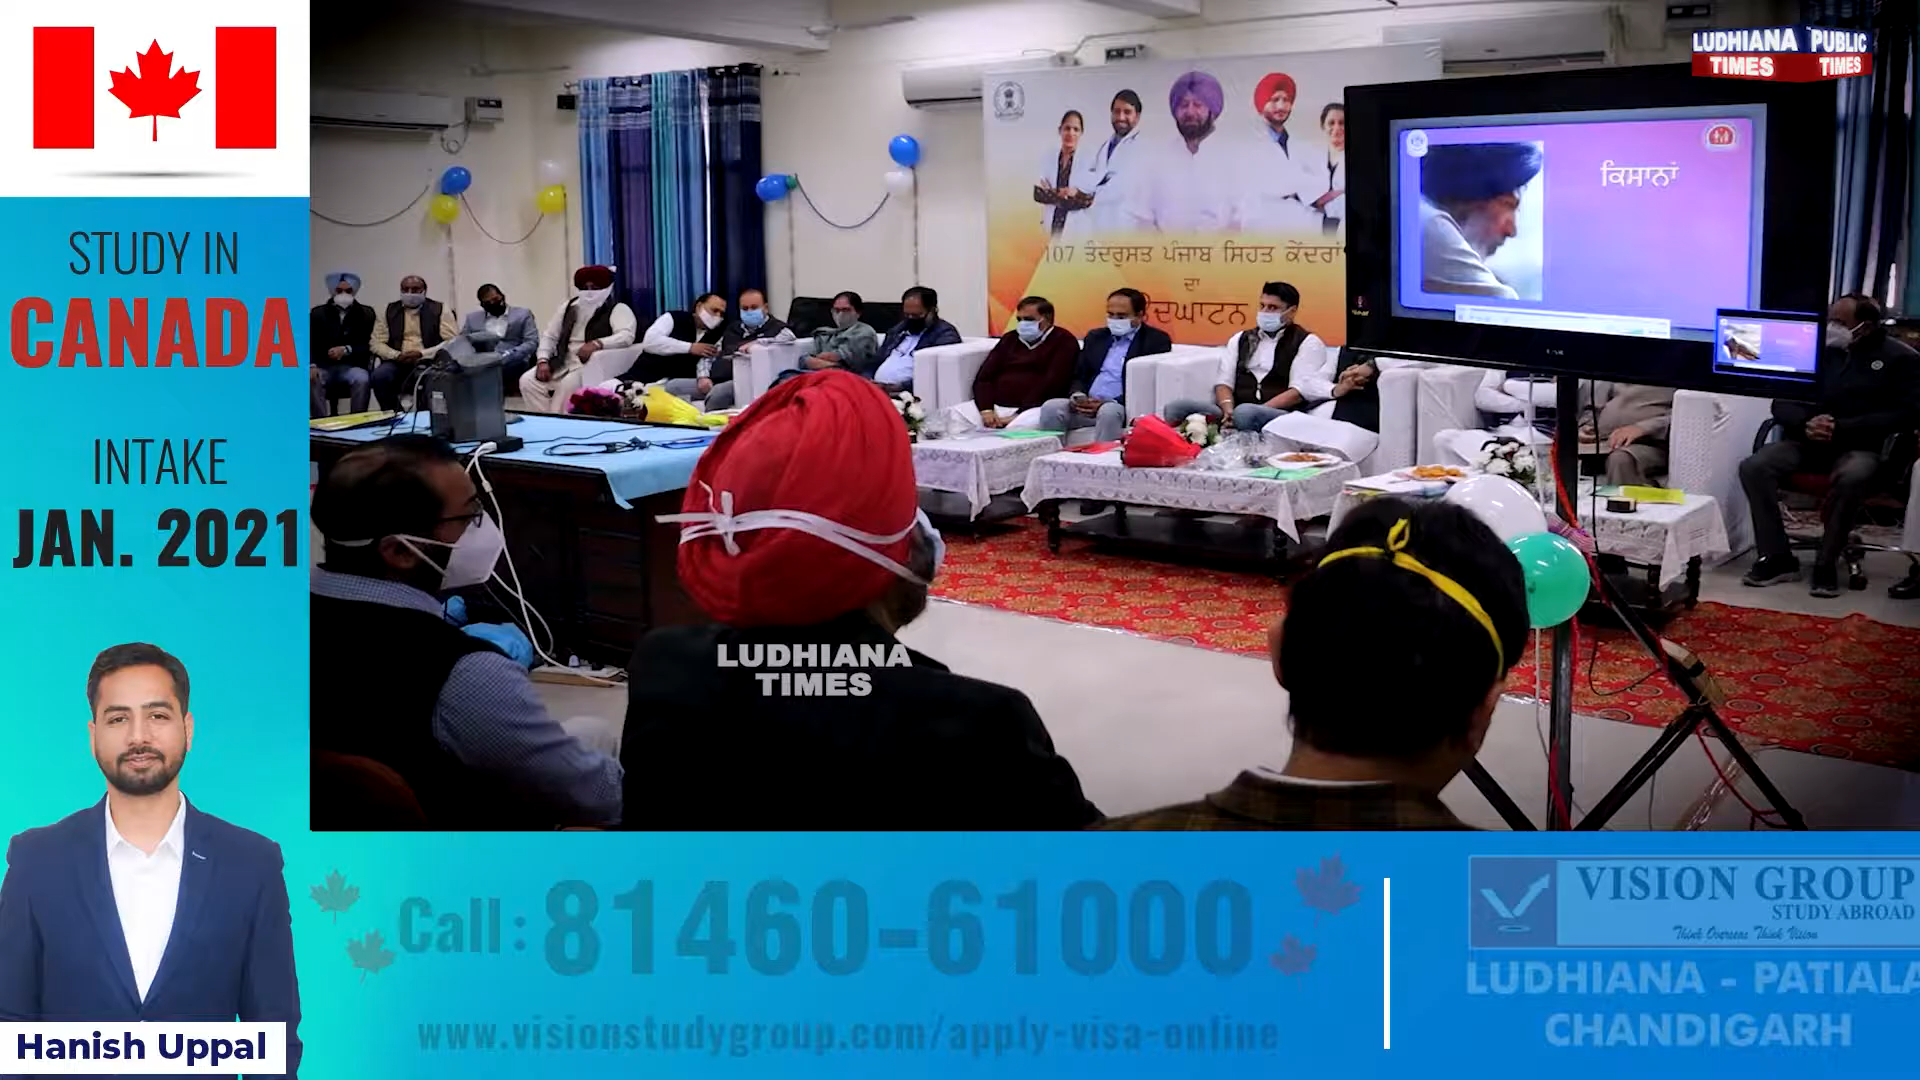 STUDY IN
CANADA
INTAKE
JAN. 2021
Hanish Uppal
LUDHIANA PUBLIC
TIMES TIMES
ਕਿਸਾਨਾਂ
107 ਤੰਦਰੁਸਤ ਪੰਜਾਬ ਸਿਹਤ ਕੇਂਦਰਾਂ
ਦਾ
ਉਦਘਾਟਨ
LUDHIANA
TIMES
Call: 81460-61000
www.visionstudygroup.com/apply-visa-online
VISION GROUP
STUDY ABROAD
Think Overseas Think Vision
LUDHIANA - PATIALA
CHANDIGARH